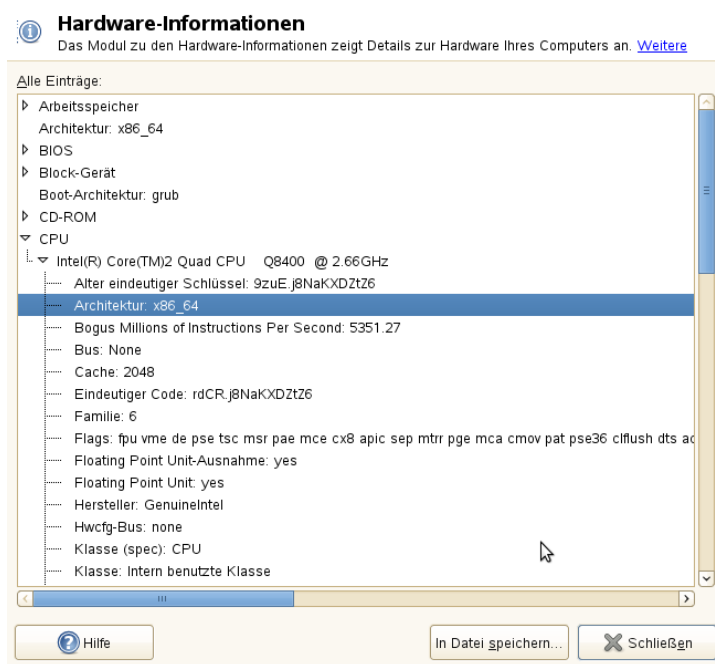 Hardware-Informationen
Das Modul zu den Hardware-Informationen zeigt Details zur Hardware Ihres Computers an. Weitere
Alle Einträge:
Arbeitsspeicher
Architektur: x86_64
BIOS
Block-Gerät
Boot-Architektur: grub
CD-ROM
CPU
Intel(R) Core(TM)2 Quad CPU    Q8400  @ 2.66GHz
Alter eindeutiger Schlüssel: 9zuE.j8NaKXDZtZ6
Architektur: x86_64
Bogus Millions of Instructions Per Second: 5351.27
Bus: None
Cache: 2048
Eindeutiger Code: rdCR.j8NaKXDZtZ6
Familie: 6
Flags: fpu vme de pse tsc msr pae mce cx8 apic sep mtrr pge mca cmov pat pse36 clflush dts ac
Floating Point Unit-Ausnahme: yes
Floating Point Unit: yes
Hersteller: GenuineIntel
Hwcfg-Bus: none
Klasse (spec): CPU
Klasse: Intern benutzte Klasse
Hilfe
In Datei speichern...
Schließen